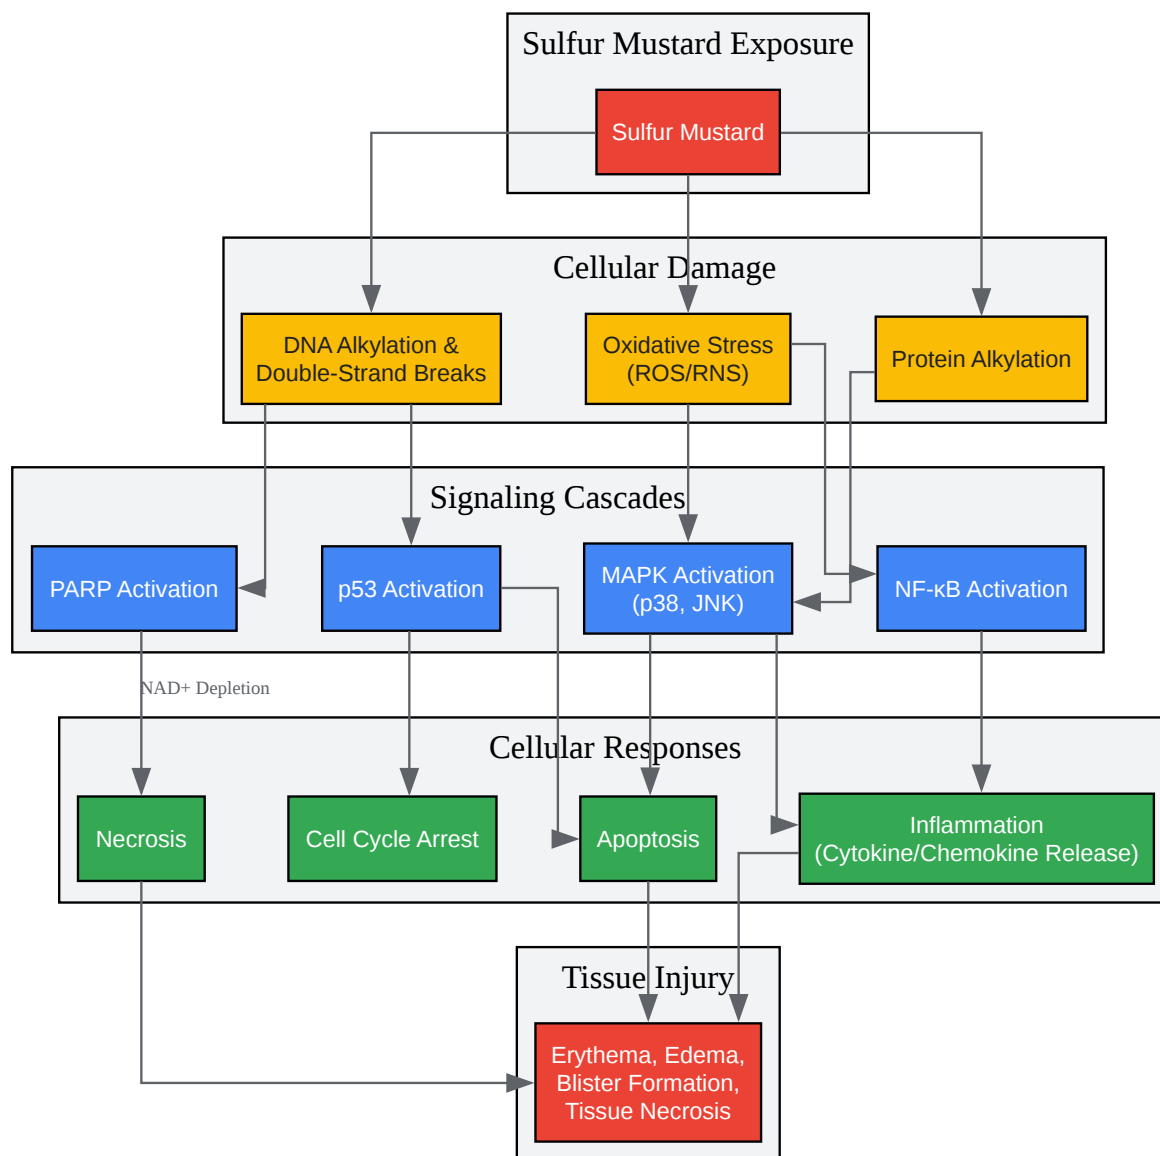 Sulfur Mustard Exposure
Sulfur Mustard
Cellular Damage
DNA Alkylation &
Double-Strand Breaks
Oxidative Stress
(ROS/RNS)
Protein Alkylation
Signaling Cascades
PARP Activation
p53 Activation
MAPK Activation
(p38, JNK)
NF-κB Activation
NAD+ Depletion
Cellular Responses
Necrosis
Cell Cycle Arrest
Apoptosis
Inflammation
(Cytokine/Chemokine Release)
Tissue Injury
Erythema, Edema,
Blister Formation,
Tissue Necrosis